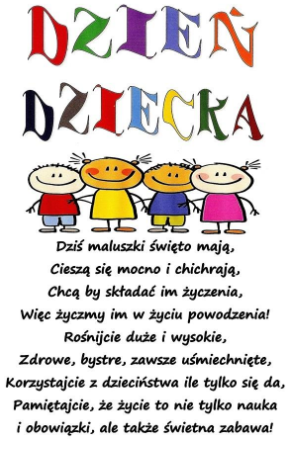 DZIEŃ
DZIECKA
Dziś maluszki święto mają,
Cieszą się mocno i chichrają,
Chcą by składać im życzenia,
Więc życzmy im w życiu powodzenia!
Rośnijcie duże i wysokie,
Zdrowe, bystre, zawsze uśmiechnięte,
Korzystajcie z dzieciństwa ile tylko się da,
Pamiętajcie, że życie to nie tylko nauka
i obowiązki, ale także świetna zabawa!